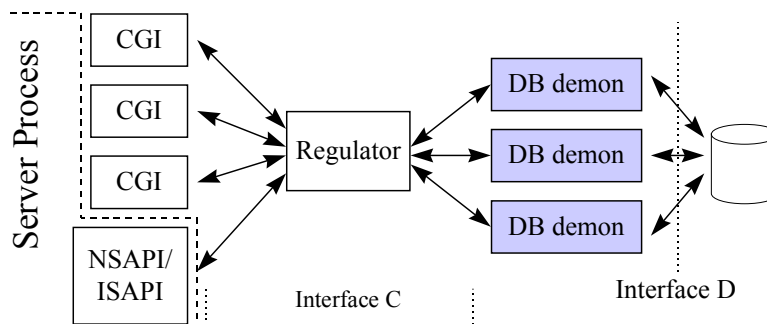 Server Process
CGI
CGI
CGI
NSAPI/
ISAPI
Regulator
DB demon
DB demon
DB demon
Interface C
Interface D